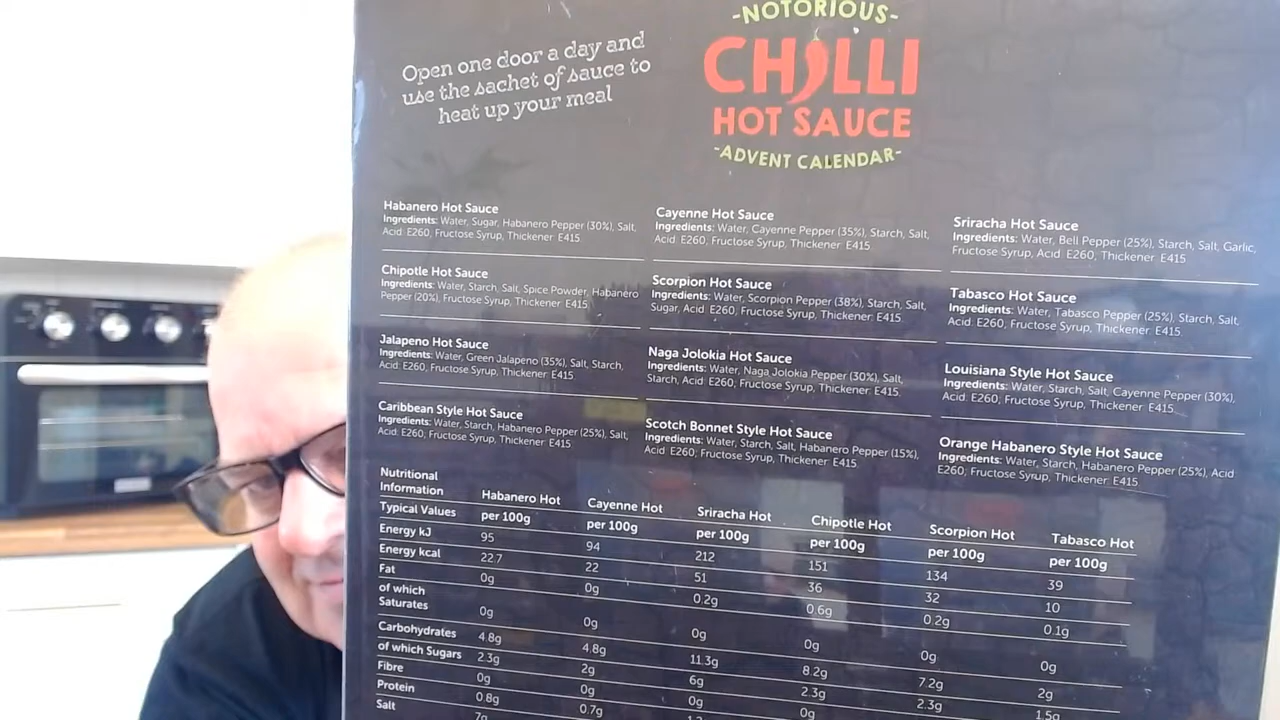 Open one door a day and
use the sachet of sauce to
heat up your meal
-NOTORIOUS-
CHILLI
HOT SAUCE
-ADVENT CALENDAR-
Habanero Hot Sauce
Ingredients: Water, Sugar, Habanero Pepper (30%), Salt,
Acid: E260, Fructose Syrup, Thickener: E415.
Chipotle Hot Sauce
Ingredients: Water, Starch, Salt, Spice Powder, Habanero
Pepper (20%), Fructose Syrup, Thickener: E415.
Jalapeno Hot Sauce
Ingredients: Water, Green Jalapeno (35%), Salt, Starch,
Acid: E260, Fructose Syrup, Thickener: E415.
Caribbean Style Hot Sauce
Ingredients: Water, Starch, Habanero Pepper (25%), Salt,
Acid: E260, Fructose Syrup, Thickener: E415.
Cayenne Hot Sauce
Ingredients: Water, Cayenne Pepper (35%), Starch, Salt,
Acid: E260, Fructose Syrup, Thickener: E415.
Scorpion Hot Sauce
Ingredients: Water, Scorpion Pepper (38%), Starch, Salt,
Sugar, Acid: E260, Fructose Syrup, Thickener: E415.
Naga Jolokia Hot Sauce
Ingredients: Water, Naga Jolokia Pepper (30%), Salt,
Starch, Acid: E260, Fructose Syrup, Thickener: E415.
Scotch Bonnet Style Hot Sauce
Ingredients: Water, Starch, Salt, Habanero Pepper (15%),
Acid: E260, Fructose Syrup, Thickener: E415.
Sriracha Hot Sauce
Ingredients: Water, Bell Pepper (25%), Starch, Salt, Garlic,
Fructose Syrup, Acid: E260, Thickener: E415
Tabasco Hot Sauce
Ingredients: Water, Tabasco Pepper (25%), Starch, Salt,
Acid: E260, Fructose Syrup, Thickener: E415.
Louisiana Style Hot Sauce
Ingredients: Water, Starch, Salt, Cayenne Pepper (30%),
Acid: E260, Fructose Syrup, Thickener: E415.
Orange Habanero Style Hot Sauce
Ingredients: Water, Starch, Habanero Pepper (25%), Acid:
E260, Fructose Syrup, Thickener: E415.
Nutritional
Information
Habanero Hot Cayenne Hot Sriracha Hot Chipotle Hot Scorpion Hot Tabasco Hot
Typical Values per 100g per 100g per 100g per 100g per 100g per 100g
Energy kJ 95 94 212 151 134 39
Energy kcal 22.7 22 51 36 32 10
Fat 0g 0g 0.2g 0.6g 0.2g 0.1g
of which
Saturates 0g 0g 0g 0g 0g 0g
Carbohydrates 4.8g 4.8g 11.3g 8.2g 7.2g 2g
of which Sugars 2.3g 2g 6g 2.3g 2.3g 1.5g
Fibre 0g 0g 0g 0g
Protein 0.8g 0.7g
Salt